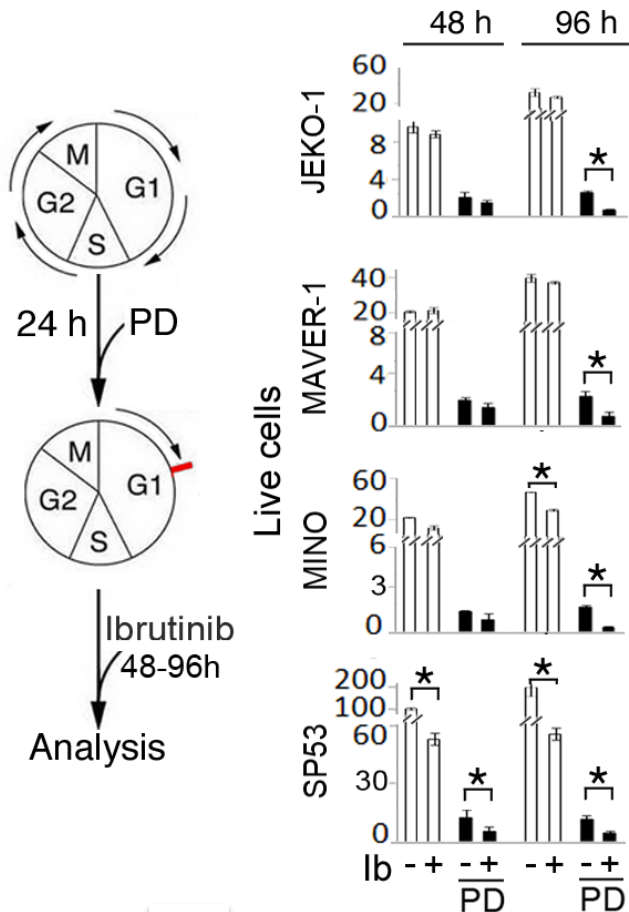 48 h 96 h
M
G1
G2
S
24 h PD
M
G1
G2
S
Ibrutinib
48-96h
Analysis
Live cells
JEKO-1
60
20
8
4
0
*
MAVER-1
40
20
8
4
0
*
MINO
60
20
6
3
0
*
*
SP53
200
100
60
30
0
*
*
*
*
Ib - + - + - + - +
PD PD